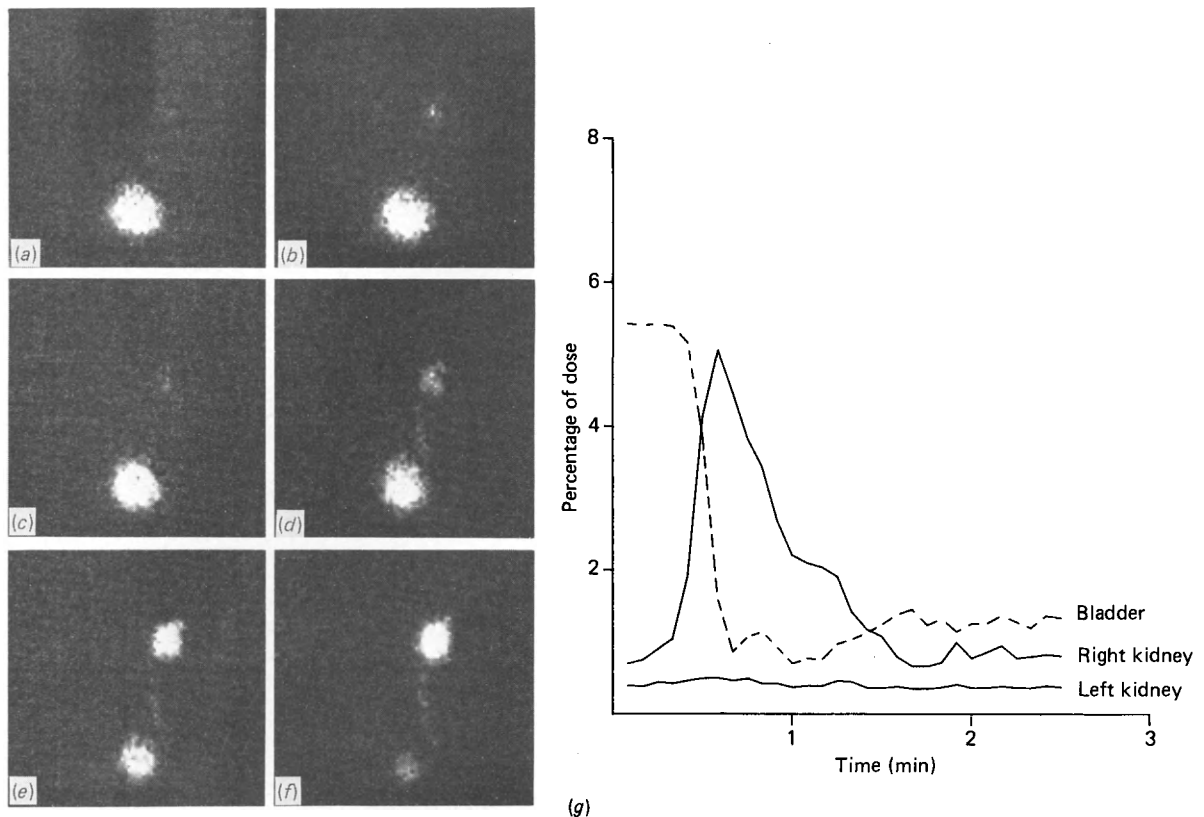 (a)
(b)
(c)
(d)
(e)
(f)
8
6
4
2
Percentage of dose
Bladder
Right kidney
Left kidney
1
2
3
Time (min)
(g)